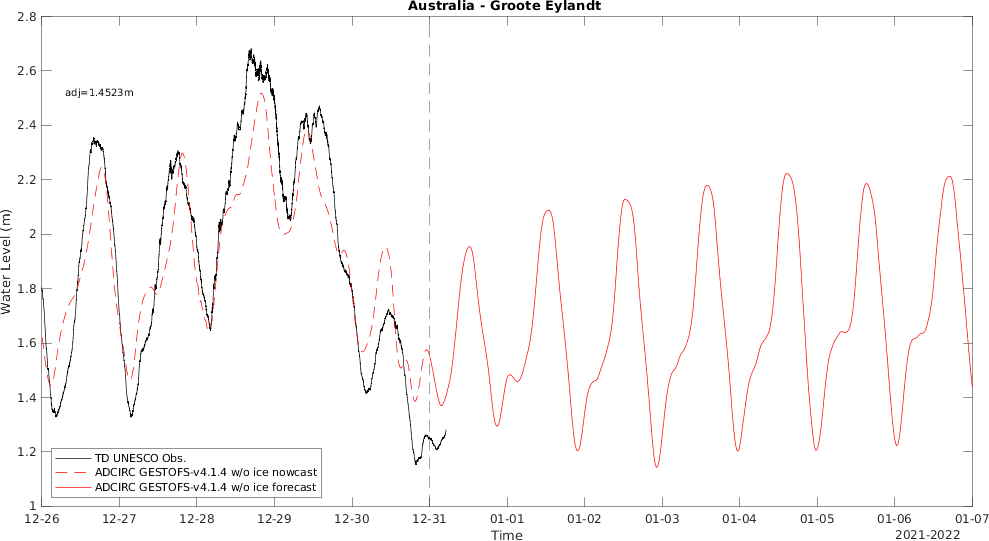 Australia - Groote Eylandt
2.8
2.6
2.4
2.2
2
1.8
1.6
1.4
1.2
1
Water Level (m)
adj=1.4523m
TD UNESCO Obs.
ADCIRC GESTOFS-v4.1.4 w/o ice nowcast
ADCIRC GESTOFS-v4.1.4 w/o ice forecast
12-26 12-27 12-28 12-29 12-30 12-31 01-01 01-02 01-03 01-04 01-05 01-06 01-07
Time
2021-2022